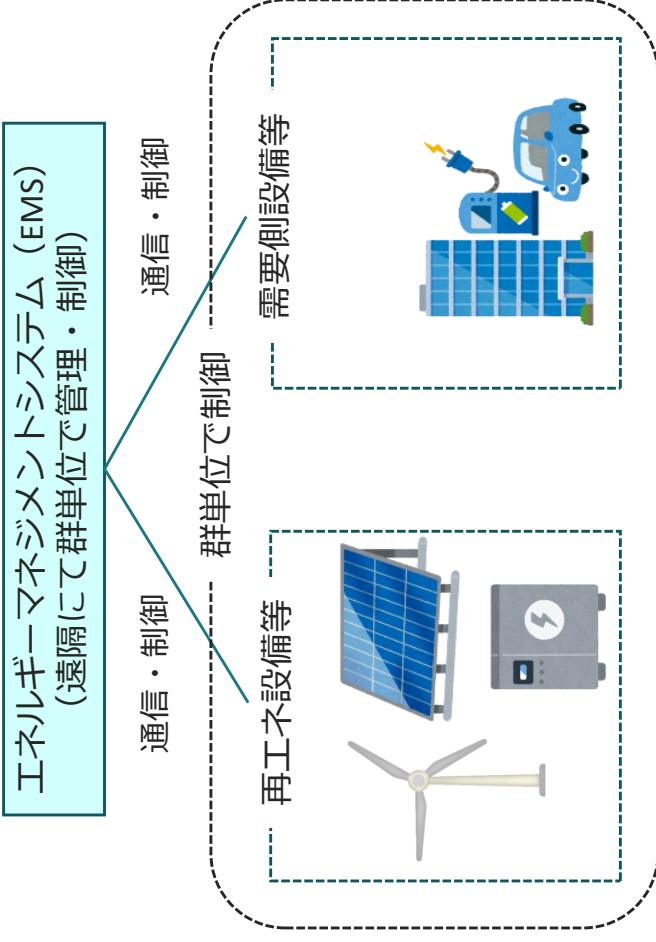 エネルギーマネジメントシステム（EMS）
（遠隔にて群単位で管理・制御）
通信・制御
通信・制御
群単位で制御
再エネ設備等
需要側設備等